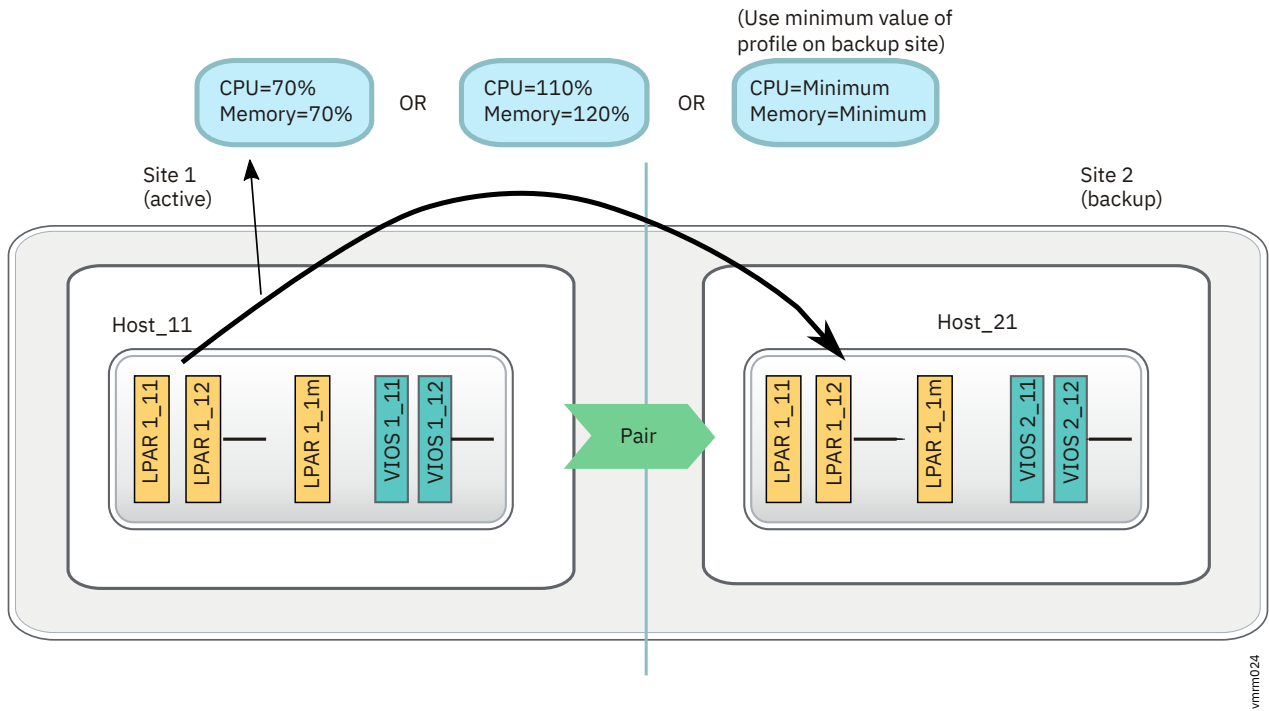 (Use minimum value of
profile on backup site)
CPU=70%
Memory=70%
OR
CPU=110%
Memory=120%
OR
CPU=Minimum
Memory=Minimum
Site 1
(active)
Site 2
(backup)
Host_11
Host_21
LPAR 1_11
LPAR 1_12
LPAR 1_1m
VIOS 1_11
VIOS 1_12
Pair
LPAR 1_11
LPAR 1_12
LPAR 1_1m
VIOS 2_11
VIOS 2_12
vmrm024